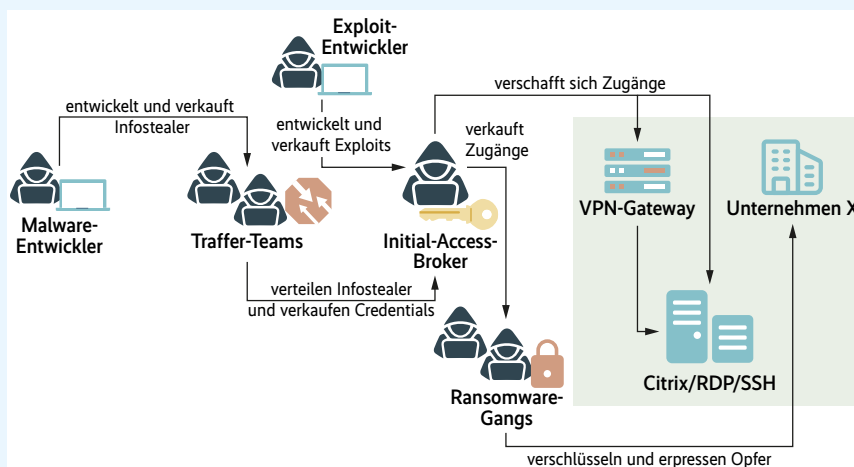 Exploit-
Entwickler
entwickelt und verkauft
Infostealer
entwickelt und
verkauft Exploits
verschafft sich Zugänge
verkauft
Zugänge
Malware-
Entwickler
Traffer-Teams
Initial-Access-
Broker
VPN-Gateway
Unternehmen X
verteilen Infostealer
und verkaufen Credentials
Citrix/RDP/SSH
Ransomware-
Gangs
verschlüsseln und erpressen Opfer